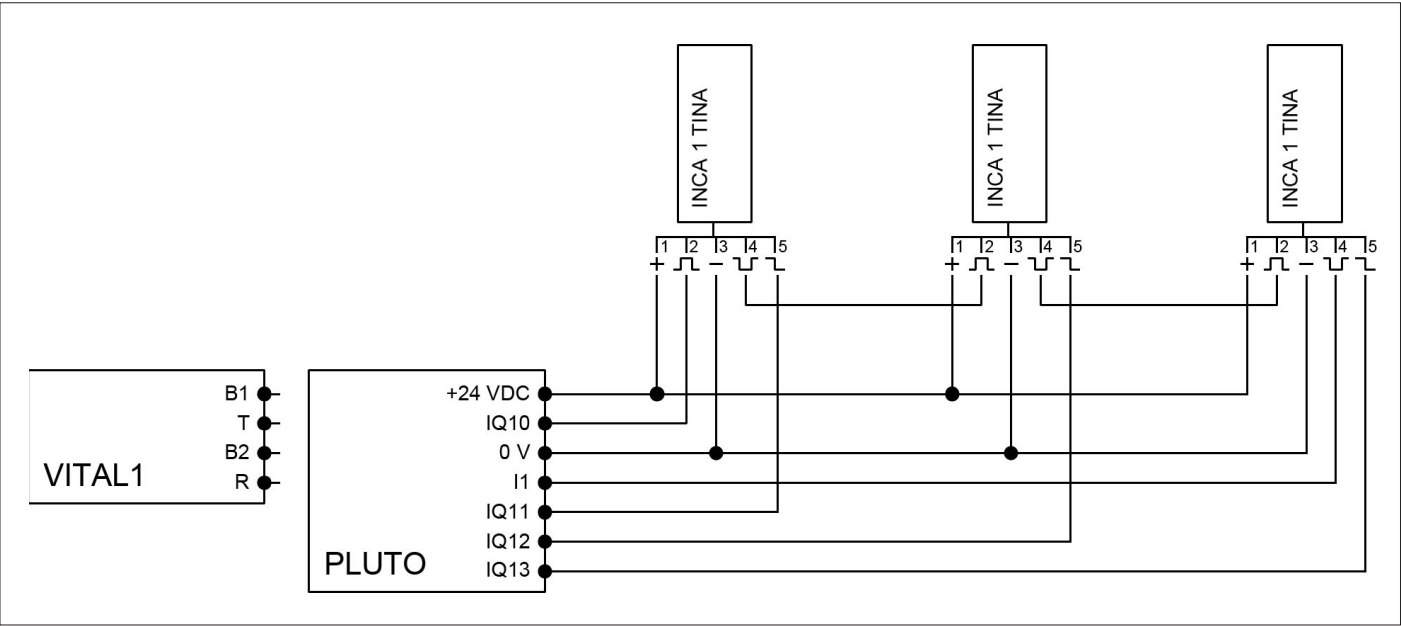 INCA 1 TINA
INCA 1 TINA
INCA 1 TINA
1 2 3 4 5
+ −
1 2 3 4 5
+ −
1 2 3 4 5
+ −
B1
T
B2
R
VITAL1
+24 VDC
IQ10
0 V
I1
IQ11
IQ12
IQ13
PLUTO